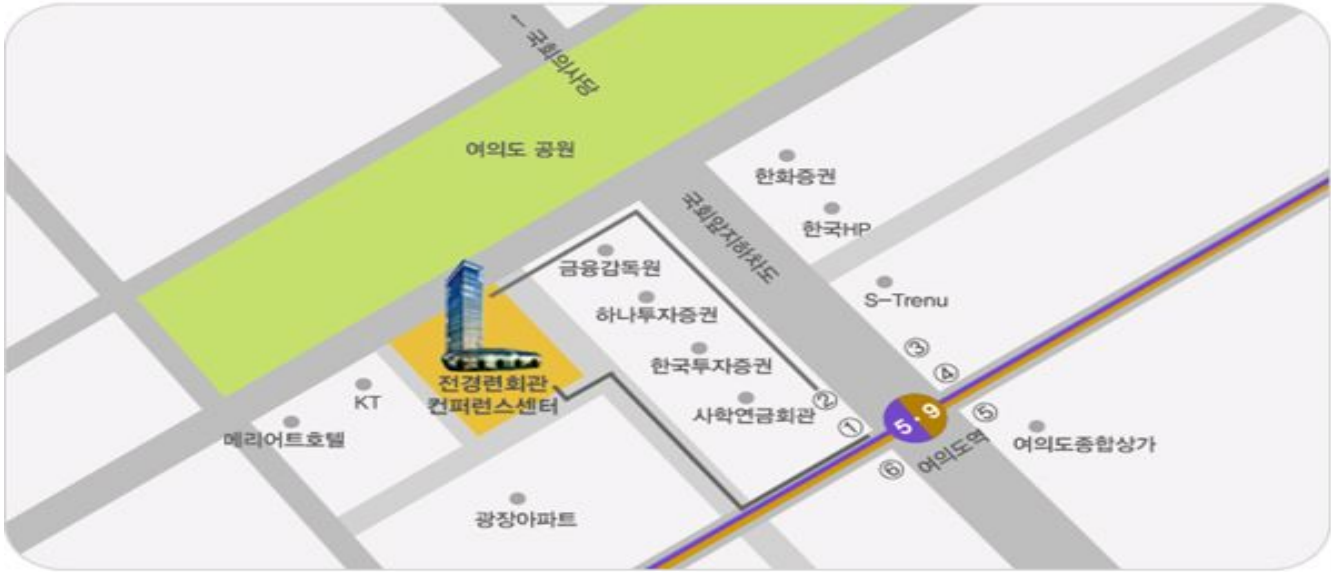 ← 국회의사당
여의도 공원
한화증권
국회앞지하차도
한국HP
금융감독원
S-Trenu
하나투자증권
③
한국투자증권
④
전경련회관
컨퍼런스센터
KT
②
사학연금회관
①
5·9
⑤
메리어트호텔
여의도역
여의도종합상가
⑥
광장아파트